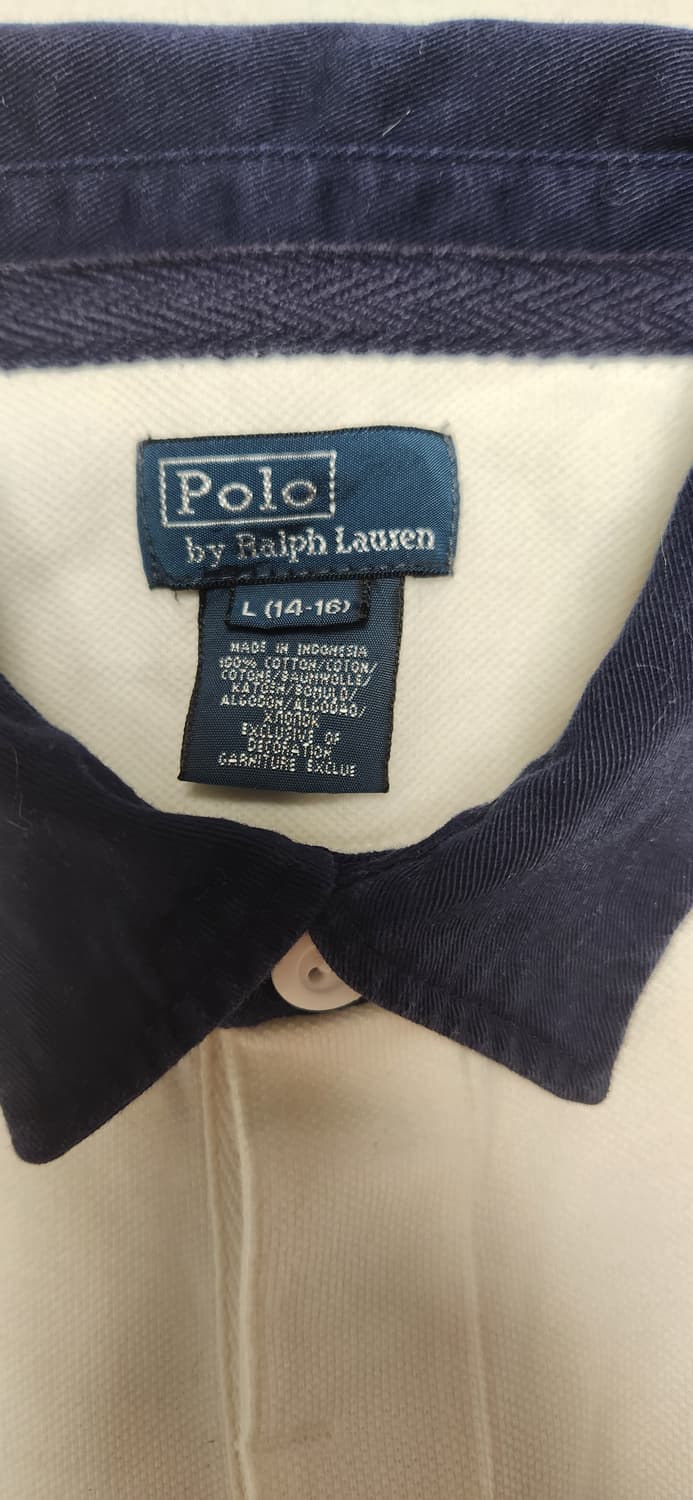 Polo
by Ralph Lauren
L (14-16)
MADE IN INDONESIA
100% COTTON/COTON/
COTONE/BAUMWOLLE/
KATOEN/BOMULD/
ALGODON/ALGODAO/
ΧΛΟΠΟΚ
EXCLUSIVE OF
DECORATION
GARNITURE EXCLUE